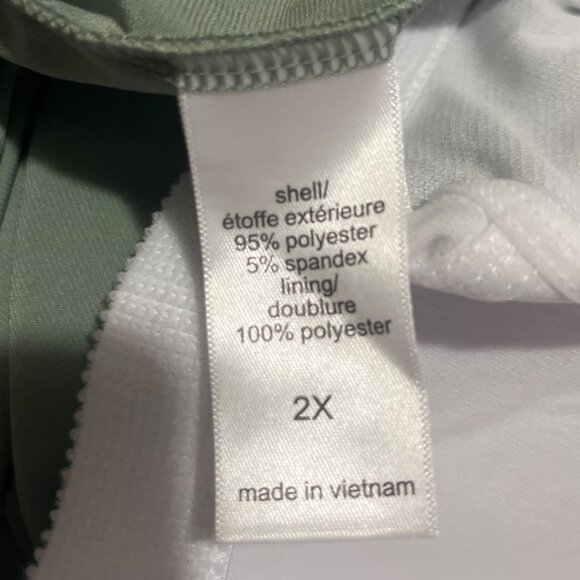 shell/
étoffe extérieure
95% polyester
5% spandex
lining/
doublure
100% polyester
2X
made in vietnam